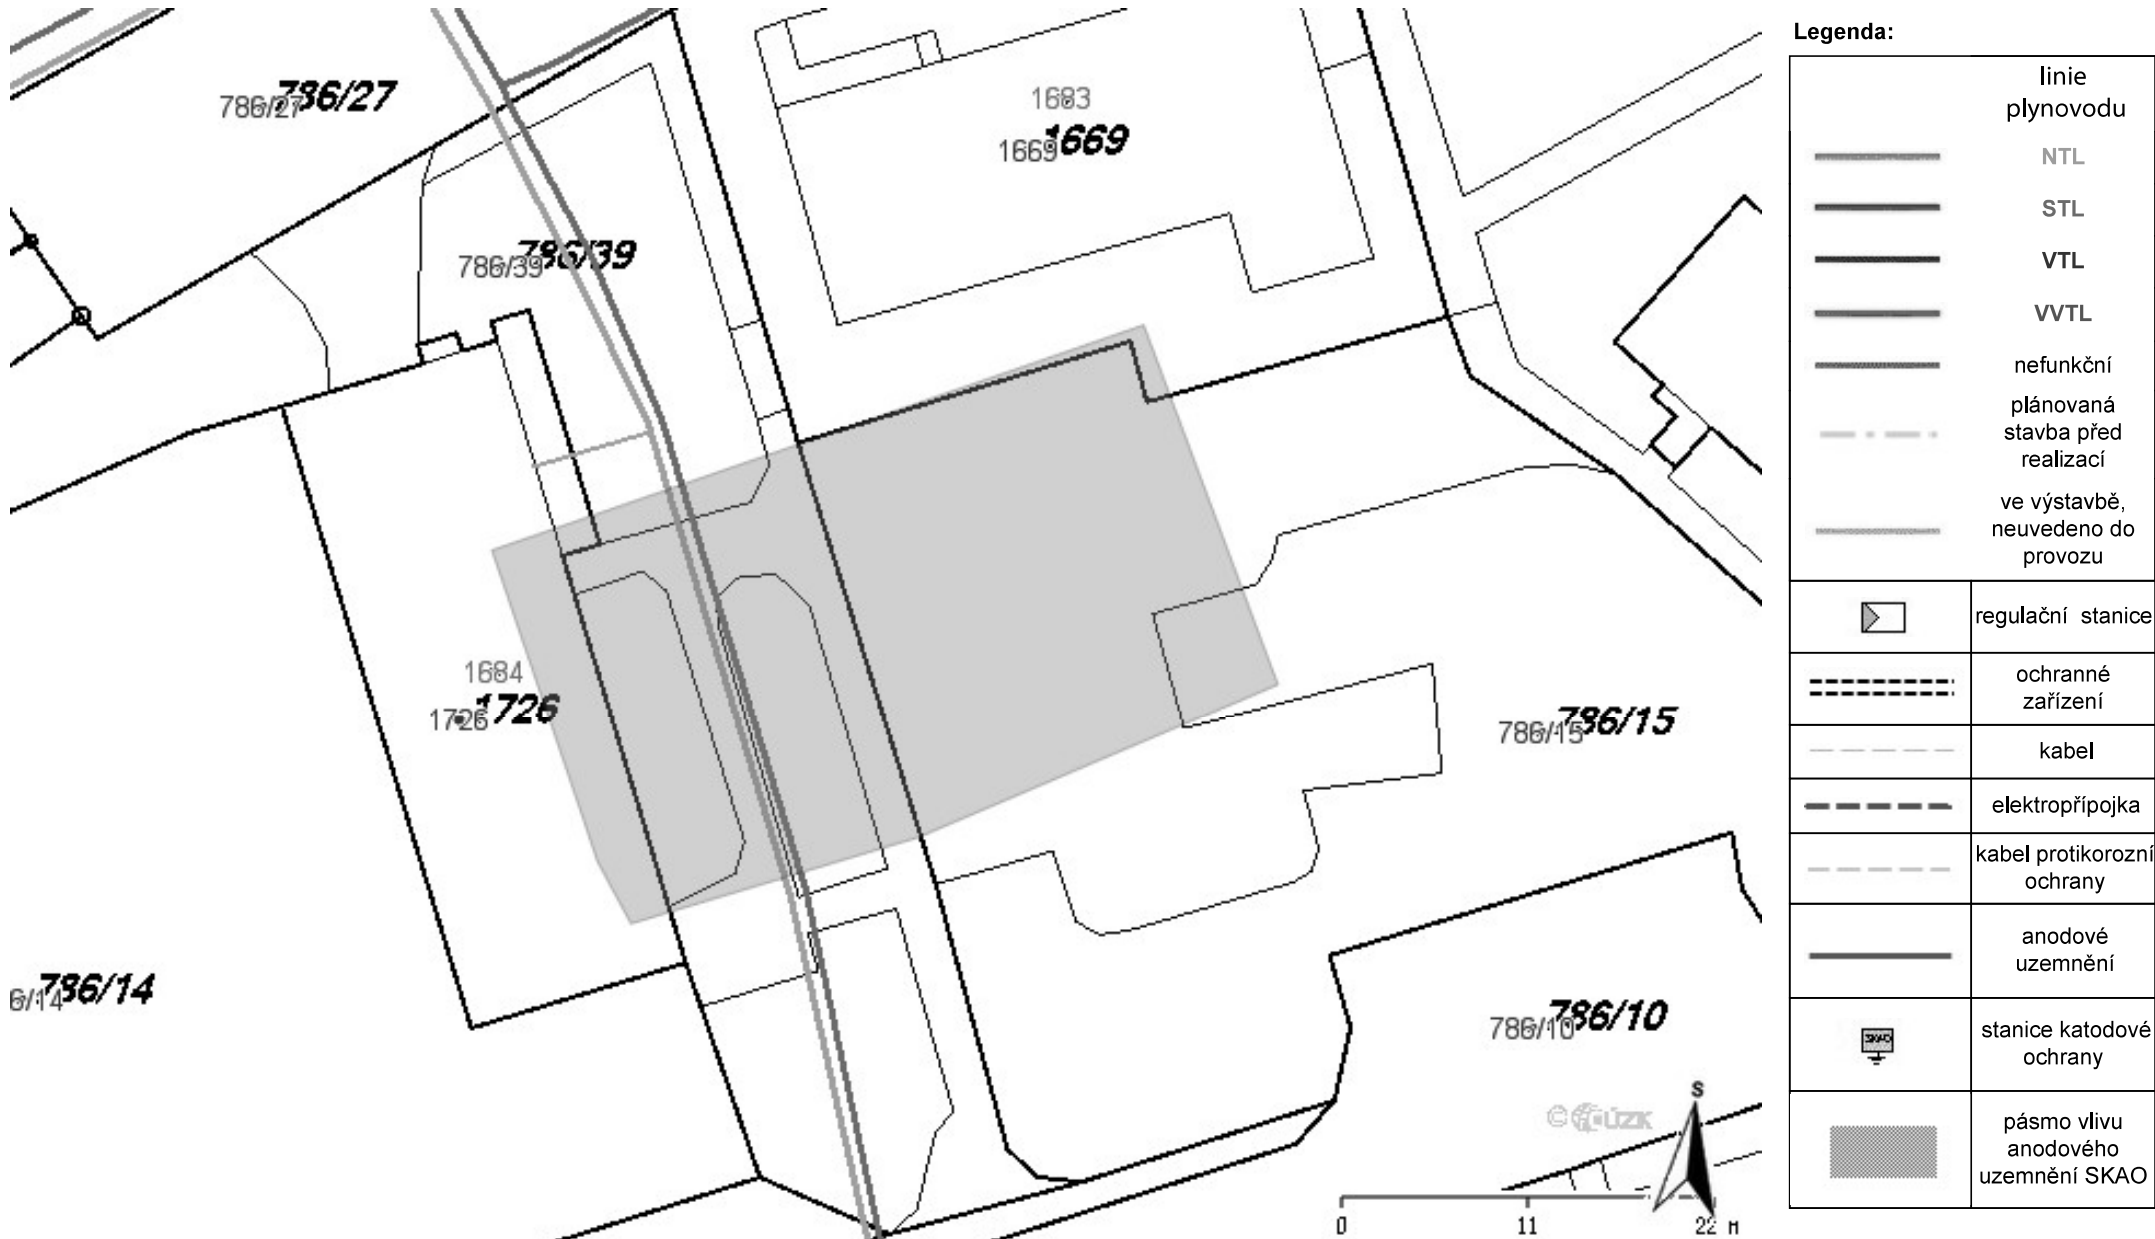 786/27 786/27
1683
1669 1669
786/39 786/39
1684
1726 1726
786/15 786/15
6/14 786/14
786/10 786/10
© ČÚZK
S
0 11 22 M
Legenda:
linie
plynovodu
NTL
STL
VTL
VVTL
nefunkční
plánovaná
stavba před
realizací
ve výstavbě,
neuvedeno do
provozu
regulační stanice
ochranné
zařízení
kabel
elektropřípojka
kabel protikorozní
ochrany
anodové
uzemnění
SKAO
stanice katodové
ochrany
pásmo vlivu
anodového
uzemnění SKAO